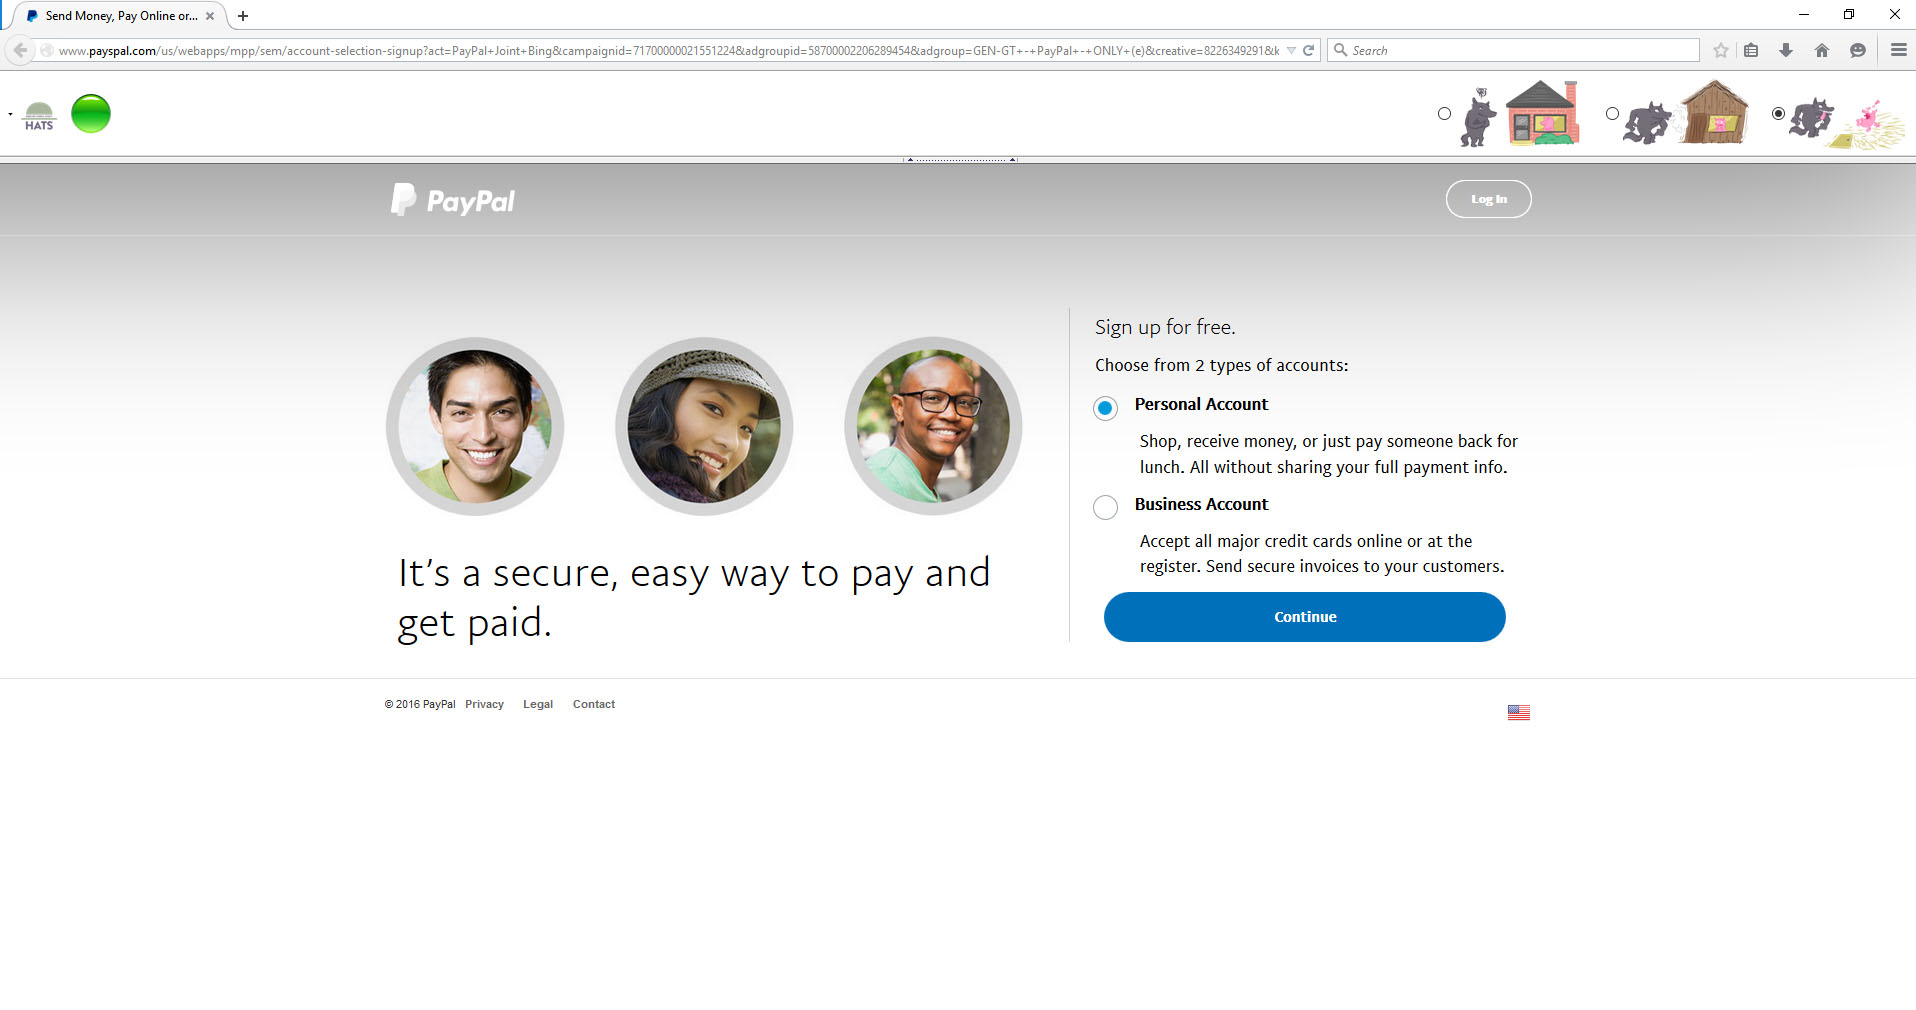 Send Money, Pay Online or...
www.payspal.com/us/webapps/mpp/sem/account-selection-signup?act=PayPal+Joint+Bing&campaignid=71700000021551224&adgroupid=58700002206289454&adgroup=GEN-GT+-+PayPal+-+ONLY+(e)&creative=8226349291&k
Search
HATS
PayPal
Log In
Sign up for free.
Choose from 2 types of accounts:
Personal Account
Shop, receive money, or just pay someone back for
lunch. All without sharing your full payment info.
Business Account
Accept all major credit cards online or at the
register. Send secure invoices to your customers.
Continue
It's a secure, easy way to pay and
get paid.
© 2016 PayPal Privacy Legal Contact